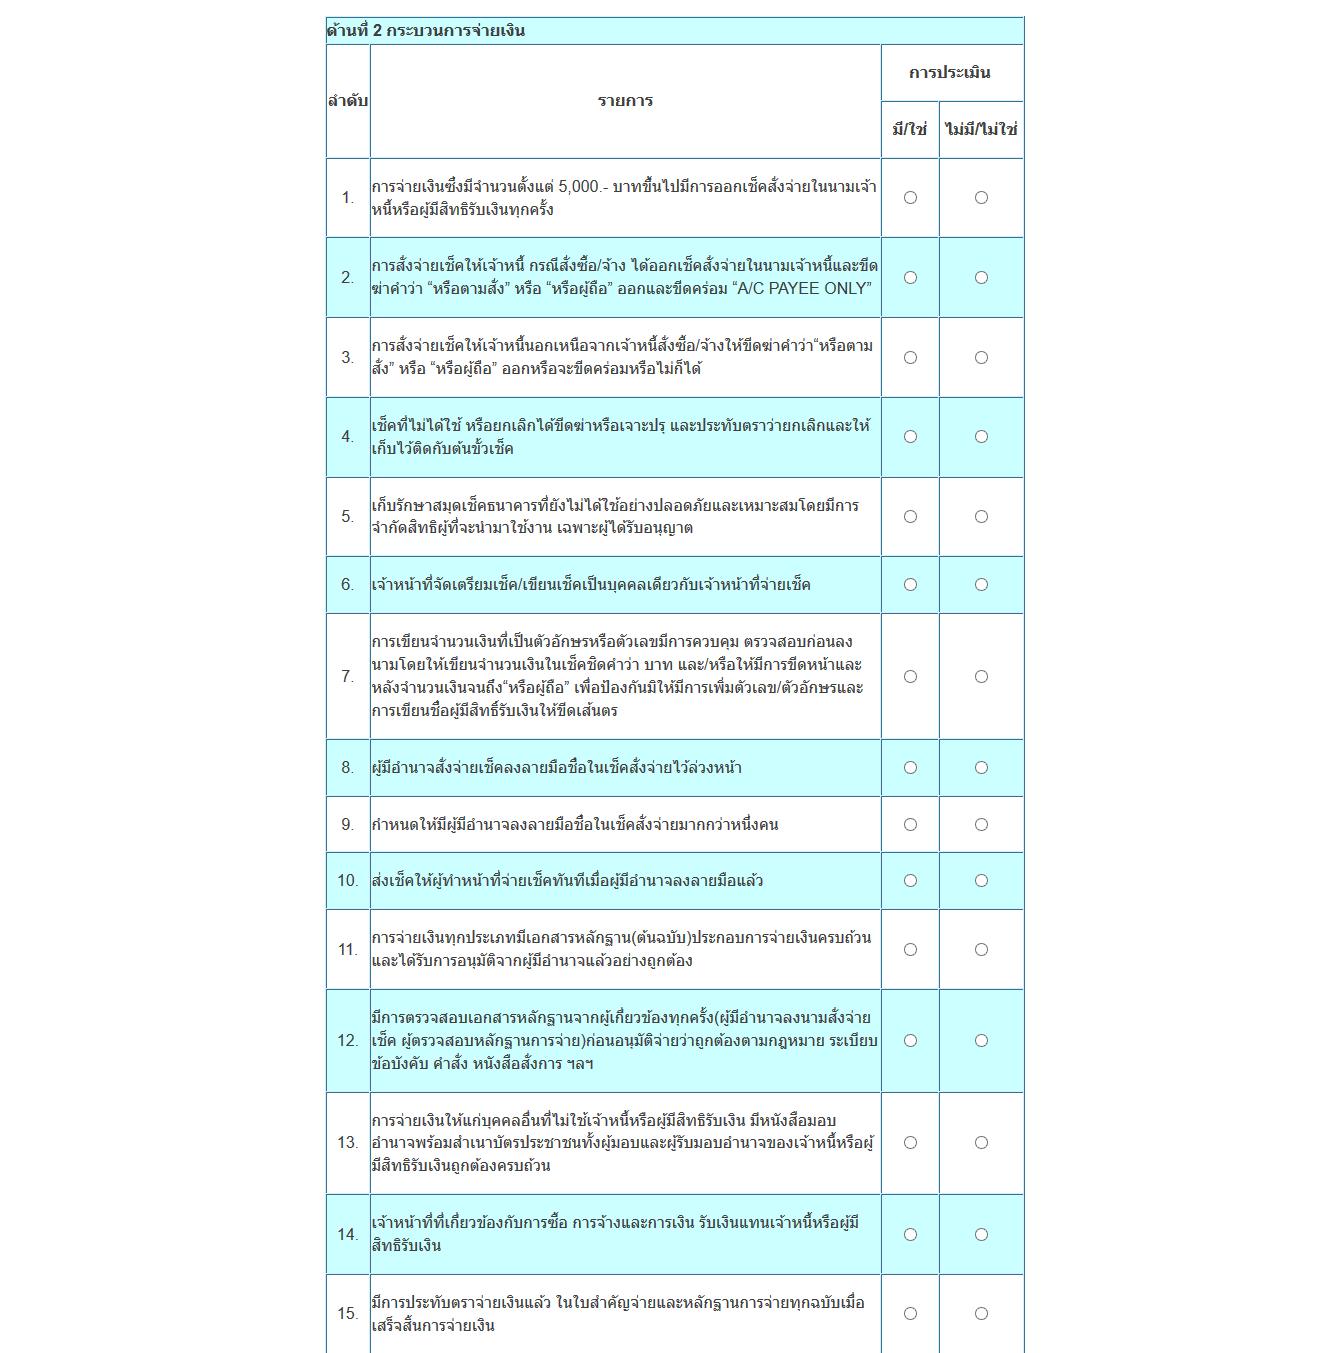 ด้านที่ 2 กระบวนการจ่ายเงิน
ลำดับ
รายการ
การประเมิน
มี/ใช่
ไม่มี/ไม่ใช่
1.
การจ่ายเงินซึ่งมีจำนวนตั้งแต่ 5,000.- บาทขึ้นไปมีการออกเช็คสั่งจ่ายในนามเจ้า
หนี้หรือผู้มีสิทธิรับเงินทุกครั้ง
2.
การสั่งจ่ายเช็คให้เจ้าหนี้ กรณีสั่งซื้อ/จ้าง ได้ออกเช็คสั่งจ่ายในนามเจ้าหนี้และขีด
ฆ่าคำว่า “หรือตามสั่ง” หรือ “หรือผู้ถือ” ออกและขีดคร่อม “A/C PAYEE ONLY”
3.
การสั่งจ่ายเช็คให้เจ้าหนี้นอกเหนือจากเจ้าหนี้สั่งซื้อ/จ้างให้ขีดฆ่าคำว่า“หรือตาม
สั่ง” หรือ “หรือผู้ถือ” ออกหรือจะขีดคร่อมหรือไม่ก็ได้
4.
เช็คที่ไม่ได้ใช้ หรือยกเลิกได้ขีดฆ่าหรือเจาะปรุ และประทับตราว่ายกเลิกและให้
เก็บไว้ติดกับต้นขั้วเช็ค
5.
เก็บรักษาสมุดเช็คธนาคารที่ยังไม่ได้ใช้อย่างปลอดภัยและเหมาะสมโดยมีการ
จำกัดสิทธิผู้ที่จะนำมาใช้งาน เฉพาะผู้ได้รับอนุญาต
6.
เจ้าหน้าที่จัดเตรียมเช็ค/เขียนเช็คเป็นบุคคลเดียวกับเจ้าหน้าที่จ่ายเช็ค
7.
การเขียนจำนวนเงินที่เป็นตัวอักษรหรือตัวเลขมีการควบคุม ตรวจสอบก่อนลง
นามโดยให้เขียนจำนวนเงินในเช็คชิดคำว่า บาท และ/หรือให้มีการขีดหน้าและ
หลังจำนวนเงินจนถึง“หรือผู้ถือ” เพื่อป้องกันมิให้มีการเพิ่มตัวเลข/ตัวอักษรและ
การเขียนชื่อผู้มีสิทธิ์รับเงินให้ขีดเส้นตร
8.
ผู้มีอำนาจสั่งจ่ายเช็คลงลายมือชื่อในเช็คสั่งจ่ายไว้ล่วงหน้า
9.
กำหนดให้มีผู้มีอำนาจลงลายมือชื่อในเช็คสั่งจ่ายมากกว่าหนึ่งคน
10.
ส่งเช็คให้ผู้ทำหน้าที่จ่ายเช็คทันทีเมื่อผู้มีอำนาจลงลายมือแล้ว
11.
การจ่ายเงินทุกประเภทมีเอกสารหลักฐาน(ต้นฉบับ)ประกอบการจ่ายเงินครบถ้วน
และได้รับการอนุมัติจากผู้มีอำนาจแล้วอย่างถูกต้อง
12.
มีการตรวจสอบเอกสารหลักฐานจากผู้เกี่ยวข้องทุกครั้ง(ผู้มีอำนาจลงนามสั่งจ่าย
เช็ค ผู้ตรวจสอบหลักฐานการจ่าย)ก่อนอนุมัติจ่ายว่าถูกต้องตามกฎหมาย ระเบียบ
ข้อบังคับ คำสั่ง หนังสือสั่งการ ฯลฯ
13.
การจ่ายเงินให้แก่บุคคลอื่นที่ไม่ใช้เจ้าหนี้หรือผู้มีสิทธิรับเงิน มีหนังสือมอบ
อำนาจพร้อมสำเนาบัตรประชาชนทั้งผู้มอบและผู้รับมอบอำนาจของเจ้าหนี้หรือผู้
มีสิทธิรับเงินถูกต้องครบถ้วน
14.
เจ้าหน้าที่ที่เกี่ยวข้องกับการซื้อ การจ้างและการเงิน รับเงินแทนเจ้าหนี้หรือผู้มี
สิทธิรับเงิน
15.
มีการประทับตราจ่ายเงินแล้ว ในใบสำคัญจ่ายและหลักฐานการจ่ายทุกฉบับเมื่อ
เสร็จสิ้นการจ่ายเงิน